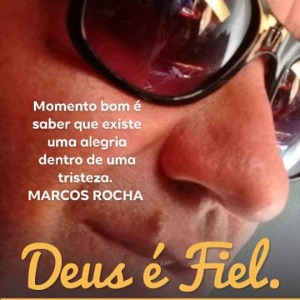 Momento bom é
saber que existe
uma alegria
dentro de uma
tristeza.
MARCOS ROCHA
Deus é Fiel.